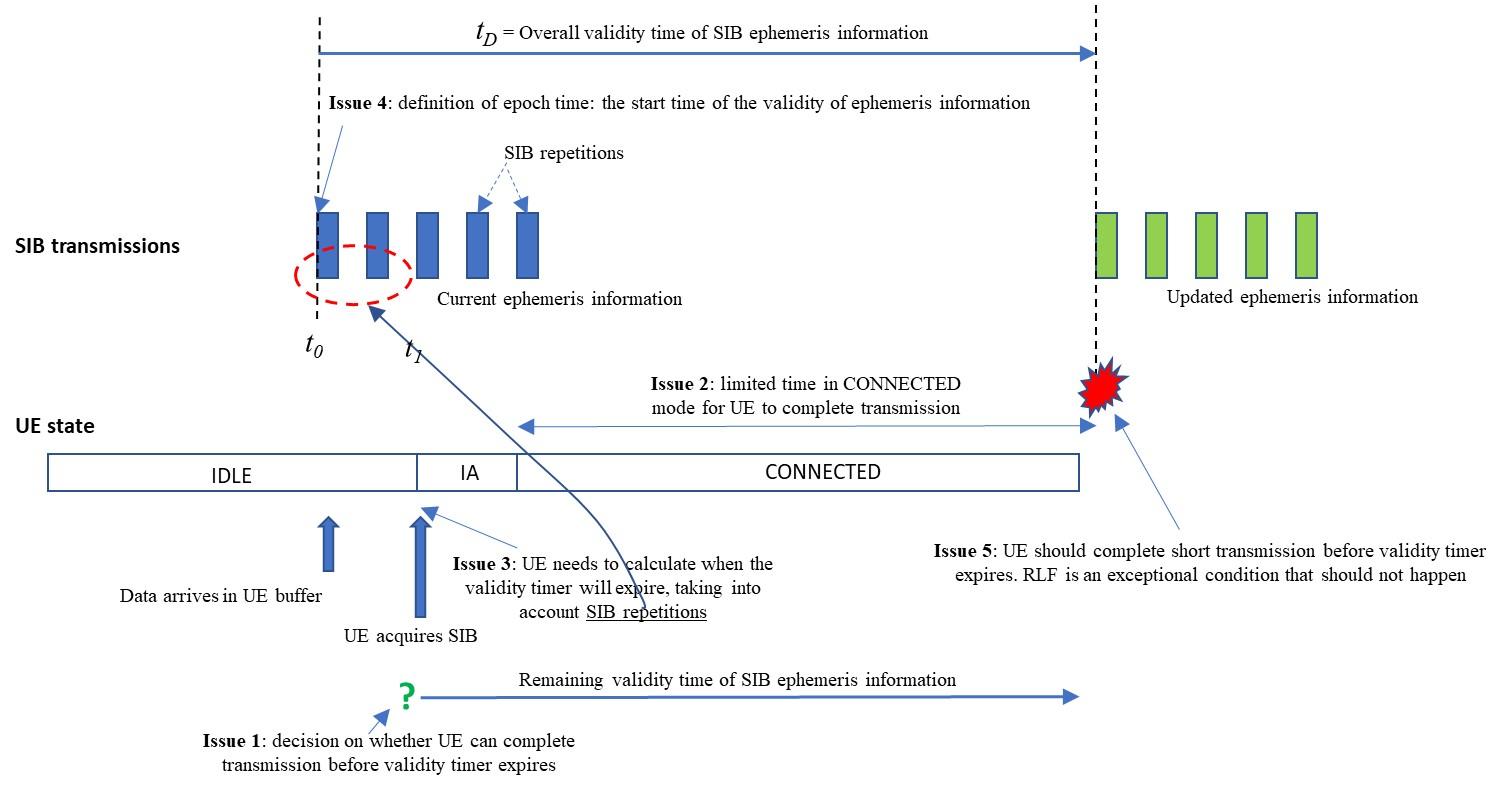 tD = Overall validity time of SIB ephemeris information
Issue 4: definition of epoch time: the start time of the validity of ephemeris information
SIB repetitions
SIB transmissions
Current ephemeris information
Updated ephemeris information
t0
t1
Issue 2: limited time in CONNECTED
mode for UE to complete transmission
UE state
IDLE
IA
CONNECTED
Issue 3: UE needs to calculate when the
validity timer will expire, taking into
account SIB repetitions
Issue 5: UE should complete short transmission before validity timer
expires. RLF is an exceptional condition that should not happen
Data arrives in UE buffer
UE acquires SIB
?
Remaining validity time of SIB ephemeris information
Issue 1: decision on whether UE can complete
transmission before validity timer expires